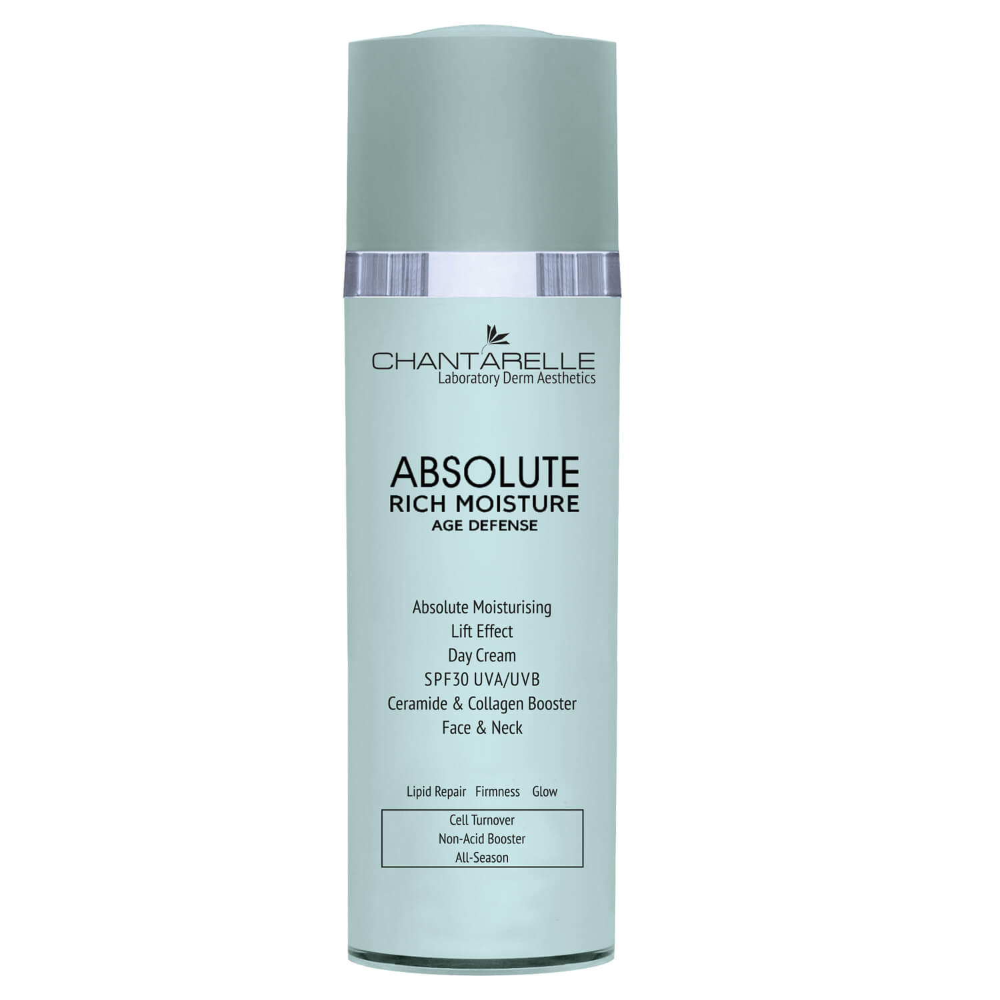 CHANTARELLE
Laboratory Derm Aesthetics
ABSOLUTE
RICH MOISTURE
AGE DEFENSE
Absolute Moisturising
Lift Effect
Day Cream
SPF30 UVA/UVB
Ceramide & Collagen Booster
Face & Neck
Lipid Repair Firmness Glow
Cell Turnover
Non-Acid Booster
All-Season